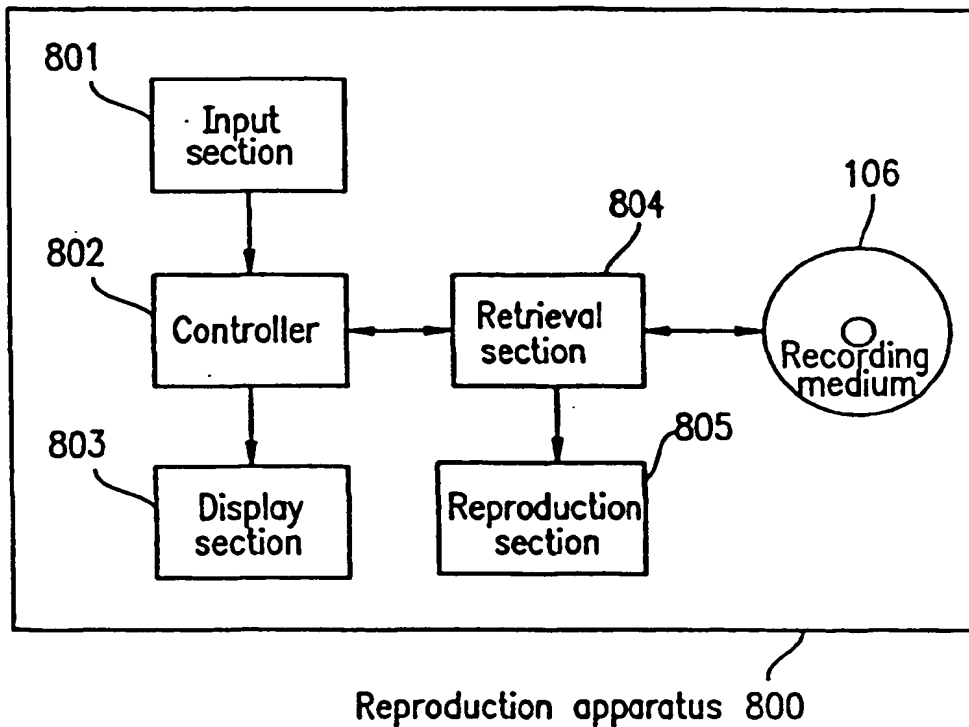 801
Input
section
106
804
802
Controller
Retrieval
section
Recording
medium
805
803
Display
section
Reproduction
section
Reproduction apparatus 800